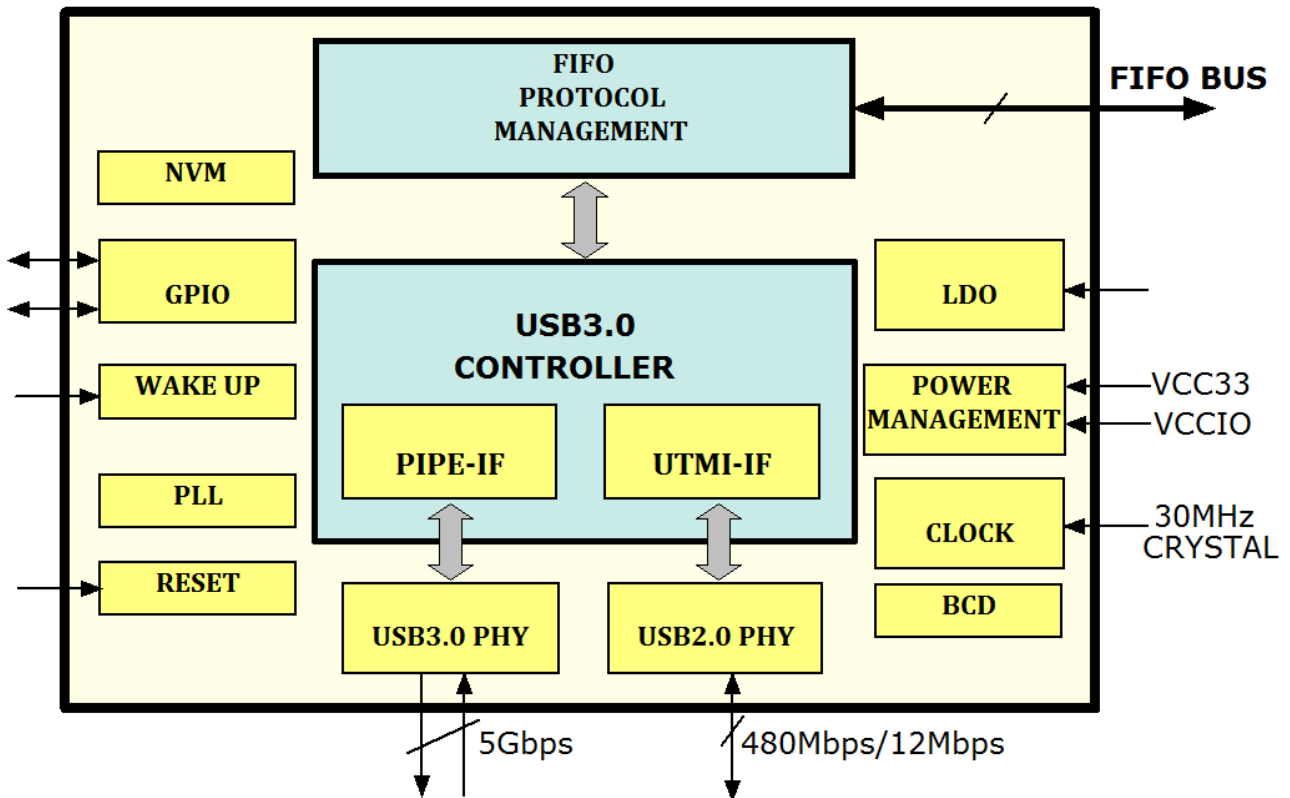 FIFO
PROTOCOL
MANAGEMENT
FIFO BUS
NVM
GPIO
WAKE UP
PLL
RESET
USB3.0
CONTROLLER
PIPE-IF
UTMI-IF
USB3.0 PHY
USB2.0 PHY
LDO
POWER
MANAGEMENT
VCC33
VCCIO
CLOCK
30MHz
CRYSTAL
BCD
5Gbps
480Mbps/12Mbps